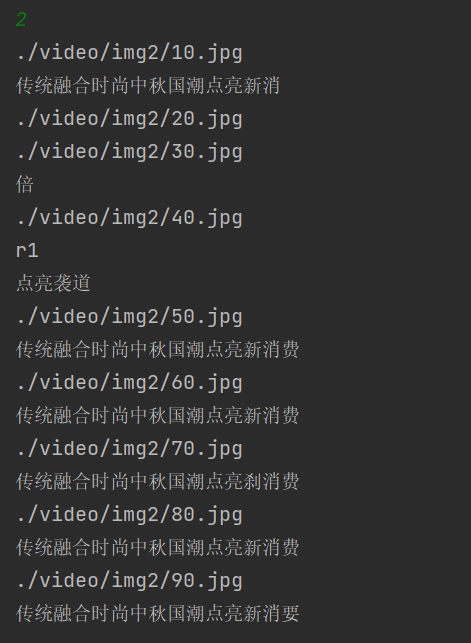 2
./video/img2/10.jpg
传统融合时尚中秋国潮点亮新消
./video/img2/20.jpg
./video/img2/30.jpg
倍
./video/img2/40.jpg
r1
点亮袭道
./video/img2/50.jpg
传统融合时尚中秋国潮点亮新消费
./video/img2/60.jpg
传统融合时尚中秋国潮点亮新消费
./video/img2/70.jpg
传统融合时尚中秋国潮点亮刹消费
./video/img2/80.jpg
传统融合时尚中秋国潮点亮新消费
./video/img2/90.jpg
传统融合时尚中秋国潮点亮新消要